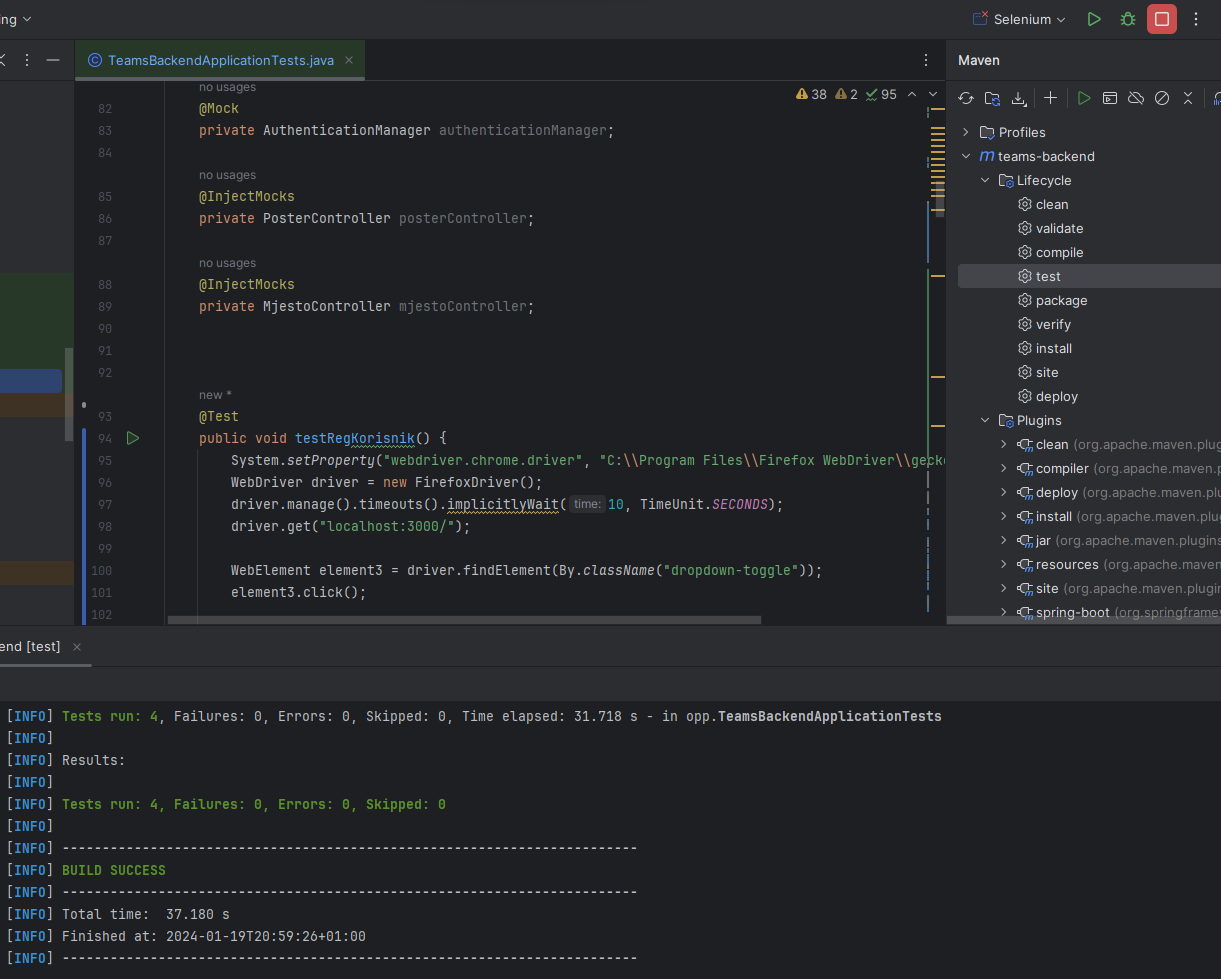 ing
Selenium
TeamsBackendApplicationTests.java
Maven
no usages
38 2 95
82 @Mock
83 private AuthenticationManager authenticationManager;
84
no usages
85 @InjectMocks
86 private PosterController posterController;
87
no usages
88 @InjectMocks
89 private MjestoController mjestoController;
90
91
92
new *
93 @Test
94 public void testRegKorisnik() {
95 System.setProperty("webdriver.chrome.driver", "C:\\Program Files\\Firefox WebDriver\\gecke
96 WebDriver driver = new FirefoxDriver();
97 driver.manage().timeouts().implicitlyWait( time: 10, TimeUnit.SECONDS);
98 driver.get("localhost:3000/");
99
100 WebElement element3 = driver.findElement(By.className("dropdown-toggle"));
101 element3.click();
102
Profiles
m teams-backend
Lifecycle
clean
validate
compile
test
package
verify
install
site
deploy
Plugins
clean (org.apache.maven.plug
compiler (org.apache.maven.p
deploy (org.apache.maven.plu
install (org.apache.maven.plug
jar (org.apache.maven.plugins
resources (org.apache.maven
site (org.apache.maven.plugin
spring-boot (org.springframew
end [test]
[INFO] Tests run: 4, Failures: 0, Errors: 0, Skipped: 0, Time elapsed: 31.718 s - in opp.TeamsBackendApplicationTests
[INFO]
[INFO] Results:
[INFO]
[INFO] Tests run: 4, Failures: 0, Errors: 0, Skipped: 0
[INFO]
[INFO] ------------------------------------------------------------------------
[INFO] BUILD SUCCESS
[INFO] ------------------------------------------------------------------------
[INFO] Total time:  37.180 s
[INFO] Finished at: 2024-01-19T20:59:26+01:00
[INFO] ------------------------------------------------------------------------